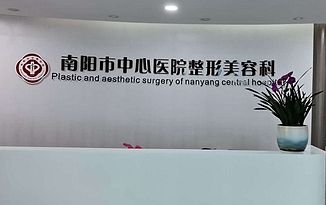 南阳市中心医院整形美容科
Plastic and aesthetic surgery of nanyang central hospital